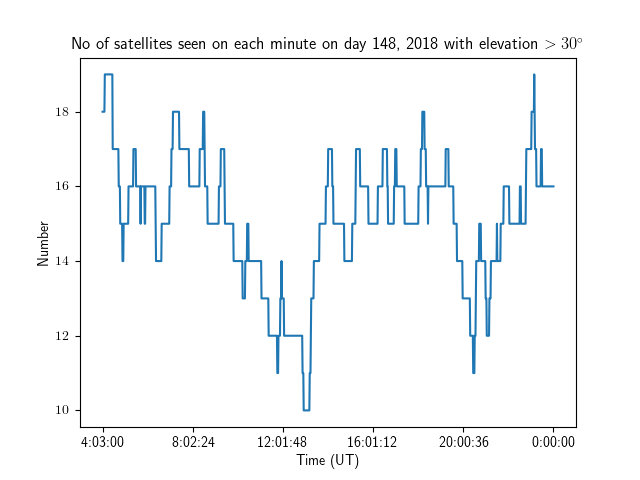 No of satellites seen on each minute on day 148, 2018 with elevation > 30°
Number
18
16
14
12
10
4:03:00 8:02:24 12:01:48 16:01:12 20:00:36 0:00:00
Time (UT)